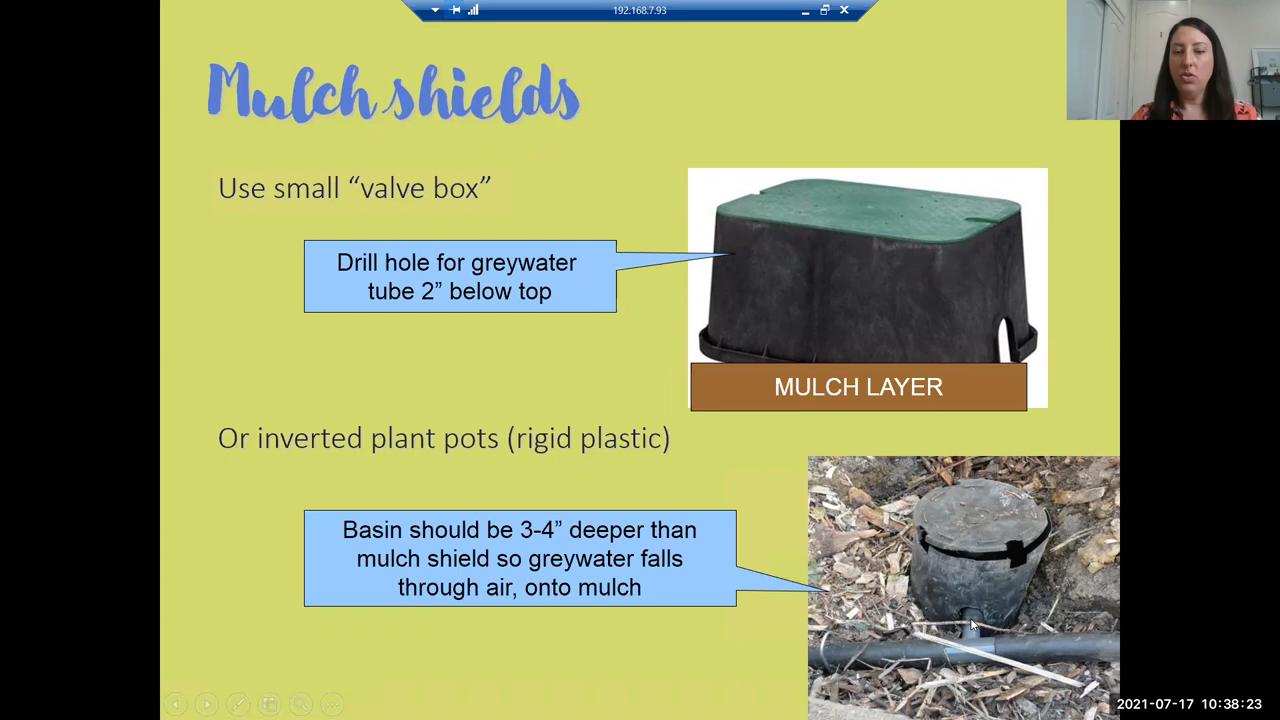 192.168.7.93
Mulch shields
Use small “valve box”
Drill hole for greywater
tube 2” below top
MULCH LAYER
Or inverted plant pots (rigid plastic)
Basin should be 3-4” deeper than
mulch shield so greywater falls
through air, onto mulch
2021-07-17 10:38:23